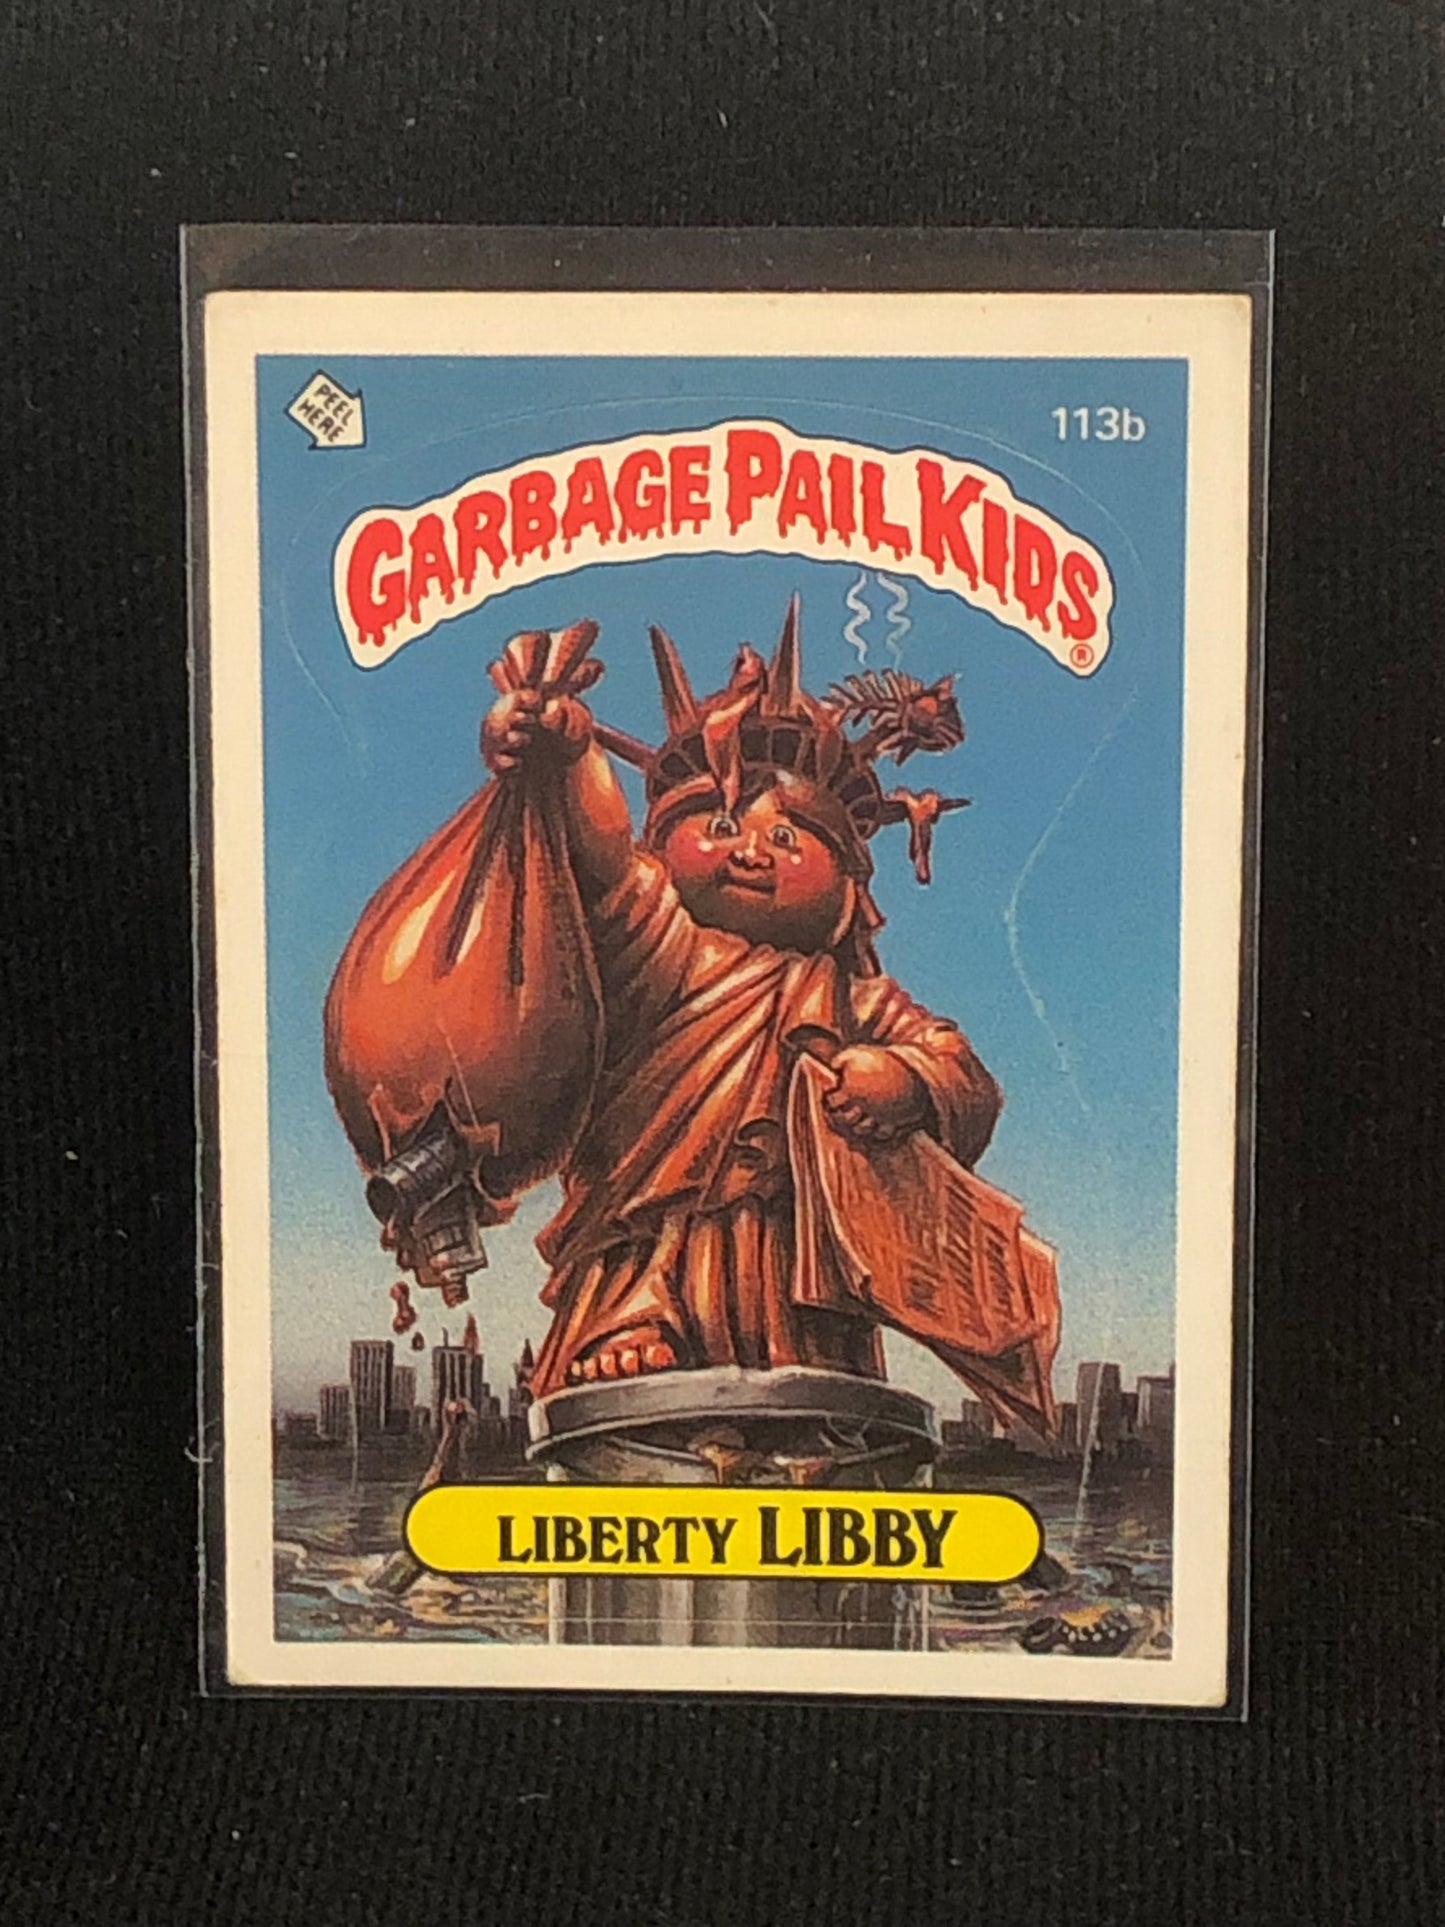 PEEL
HERE
113b
GARBAGE PAIL KIDS
®
LIBERTY LIBBY